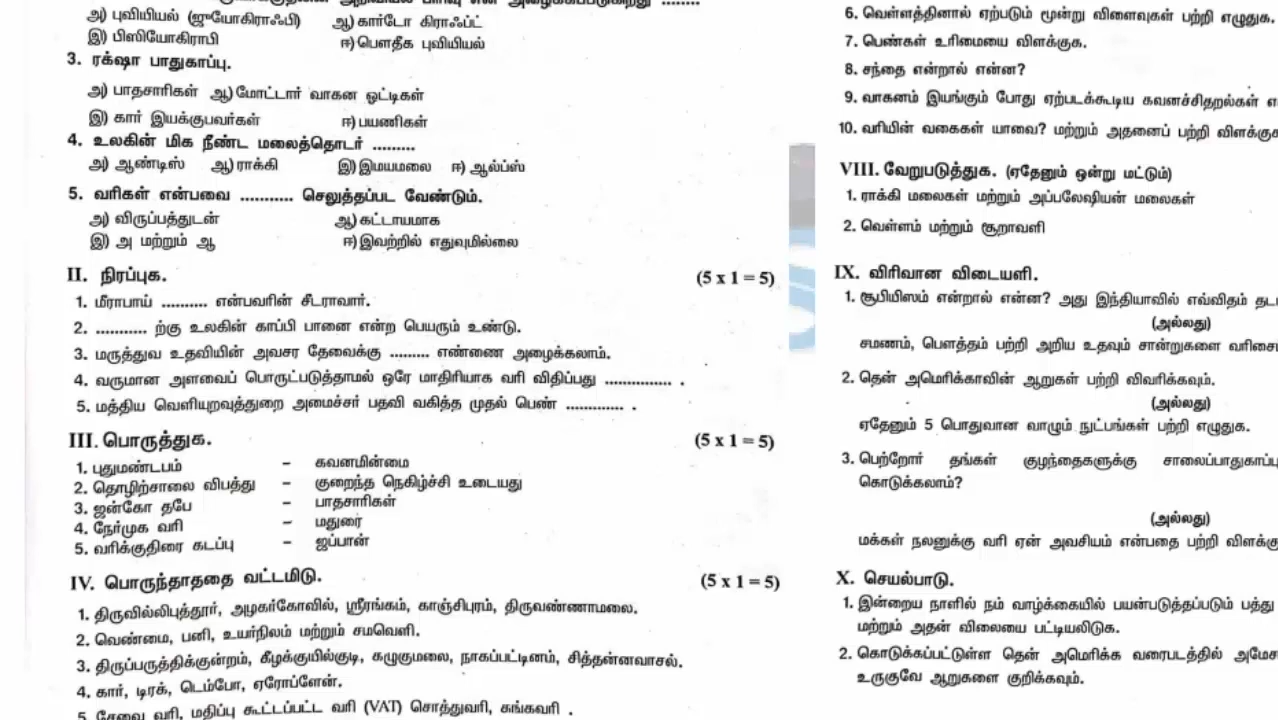 அ) புவியியல் (ஜுயோகிராஃபி) ஆ) கார்டோ கிராஃப்ட்
இ) பிஸியோகிராபி ஈ) பௌதீக புவியியல்
3. ரக்‌ஷா பாதுகாப்பு.
அ) பாதசாரிகள் ஆ) மோட்டார் வாகன ஓட்டிகள்
இ) கார் இயக்குபவர்கள் ஈ) பயணிகள்
4. உலகின் மிக நீண்ட மலைத்தொடர் .........
அ) ஆண்டிஸ் ஆ) ராக்கி இ) இமயமலை ஈ) ஆல்ப்ஸ்
5. வரிகள் என்பவை ........... செலுத்தப்பட வேண்டும்.
அ) விருப்பத்துடன் ஆ) கட்டாயமாக
இ) அ மற்றும் ஆ ஈ) இவற்றில் எதுவுமில்லை
II. நிரப்புக. (5 x 1 = 5)
1. மீராபாய் .......... என்பவரின் சீடராவார்.
2. ........... ற்கு உலகின் காப்பி பானை என்ற பெயரும் உண்டு.
3. மருத்துவ உதவியின் அவசர தேவைக்கு ......... எண்ணை அழைக்கலாம்.
4. வருமான அளவைப் பொருட்படுத்தாமல் ஒரே மாதிரியாக வரி விதிப்பது ............... .
5. மத்திய வெளியுறவுத்துறை அமைச்சர் பதவி வகித்த முதல் பெண் ............. .
III. பொருத்துக. (5 x 1 = 5)
1. புதுமண்டபம் – கவனமின்மை
2. தொழிற்சாலை விபத்து – குறைந்த நெகிழ்ச்சி உடையது
3. ஜன்கோ தபே – பாதசாரிகள்
4. நேர்முக வரி – மதுரை
5. வரிக்குதிரை கடப்பு – ஜப்பான்
IV. பொருந்தாததை வட்டமிடு. (5 x 1 = 5)
1. திருவில்லிபுத்தூர், அழகர்கோவில், ஸ்ரீரங்கம், காஞ்சிபுரம், திருவண்ணாமலை.
2. வெண்மை, பனி, உயர்நிலம் மற்றும் சமவெளி.
3. திருப்பருத்திக்குன்றம், கீழக்குயில்குடி, கழுகுமலை, நாகப்பட்டினம், சித்தன்னவாசல்.
4. கார், டிரக், டெம்போ, ஏரோப்ளேன்.
5. சேவை வரி, மதிப்பு கூட்டப்பட்ட வரி (VAT) சொத்துவரி, சுங்கவரி .
6. வெள்ளத்தினால் ஏற்படும் மூன்று விளைவுகள் பற்றி எழுதுக.
7. பெண்கள் உரிமையை விளக்குக.
8. சந்தை என்றால் என்ன?
9. வாகனம் இயங்கும் போது ஏற்படக்கூடிய கவனச்சிதறல்கள்
10. வரியின் வகைகள் யாவை? மற்றும் அதனைப் பற்றி
VIII. வேறுபடுத்துக. (ஏதேனும் ஒன்று மட்டும்)
1. ராக்கி மலைகள் மற்றும் அப்பலேஷியன் மலைகள்
2. வெள்ளம் மற்றும் சூறாவளி
IX. விரிவான விடையளி.
1. சூபியிஸம் என்றால் என்ன? அது இந்தியாவில் எவ்விதம்
(அல்லது)
சமணம், பௌத்தம் பற்றி அறிய உதவும் சான்றுகளை
2. தென் அமெரிக்காவின் ஆறுகள் பற்றி விவரிக்கவும்.
(அல்லது)
ஏதேனும் 5 பொதுவான வாழும் நுட்பங்கள் பற்றி எழுதுக.
3. பெற்றோர் தங்கள் குழந்தைகளுக்கு
கொடுக்கலாம்?
(அல்லது)
மக்கள் நலனுக்கு வரி ஏன் அவசியம் என்பதை பற்றி
X. செயல்பாடு.
1. இன்றைய நாளில் நம் வாழ்க்கையில் பயன்படுத்தப்படும் பத்து
மற்றும் அதன் விலையை பட்டியலிடுக.
2. கொடுக்கப்பட்டுள்ள தென் அமெரிக்க வரைபடத்தில்
உருகுவே ஆறுகளை குறிக்கவும்.